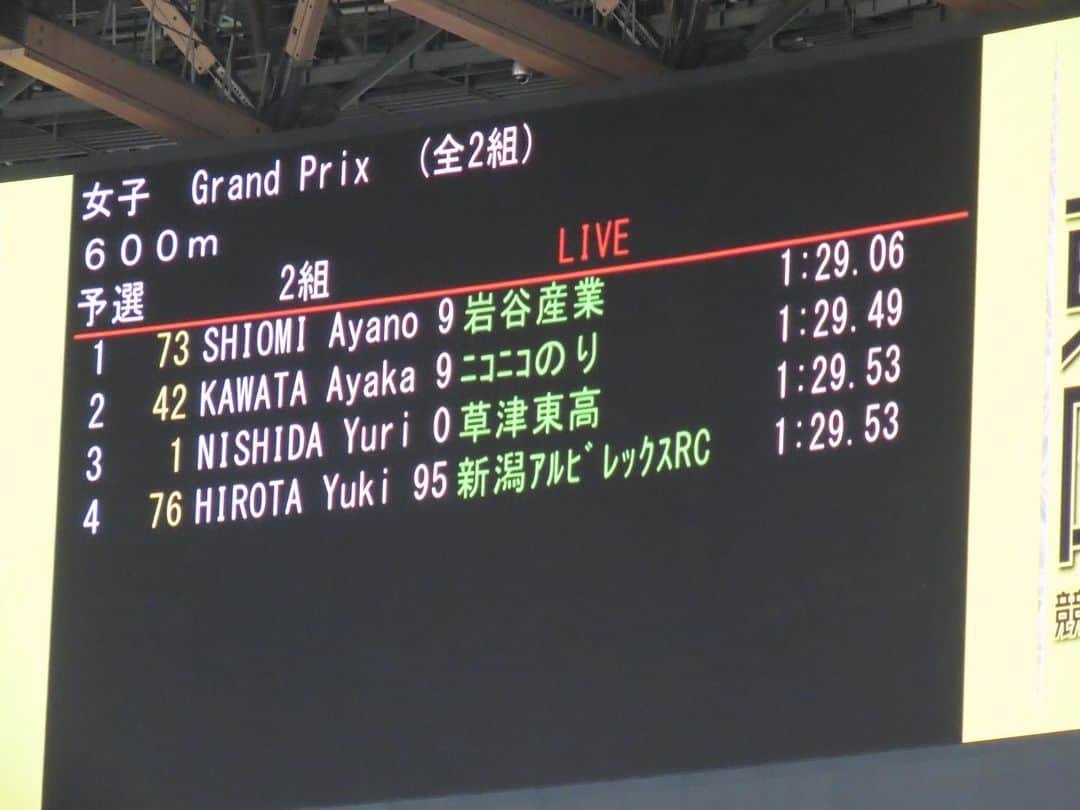 女子 Grand Prix (全2組)
600m LIVE
予選 2組
1 73 SHIOMI Ayano 9 岩谷産業 1:29.06
2 42 KAWATA Ayaka 9 ニコニコのり 1:29.49
3 1 NISHIDA Yuri 0 草津東高 1:29.53
4 76 HIROTA Yuki 95 新潟アルビレックスRC 1:29.53
競